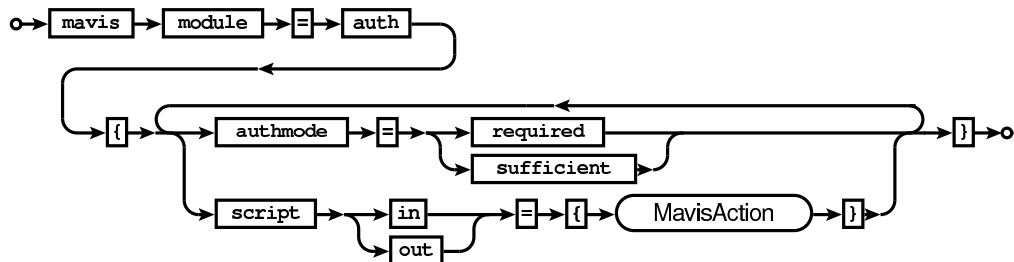 mavis module = auth
{ authmode = required }
sufficient
script in = { MavisAction }
out